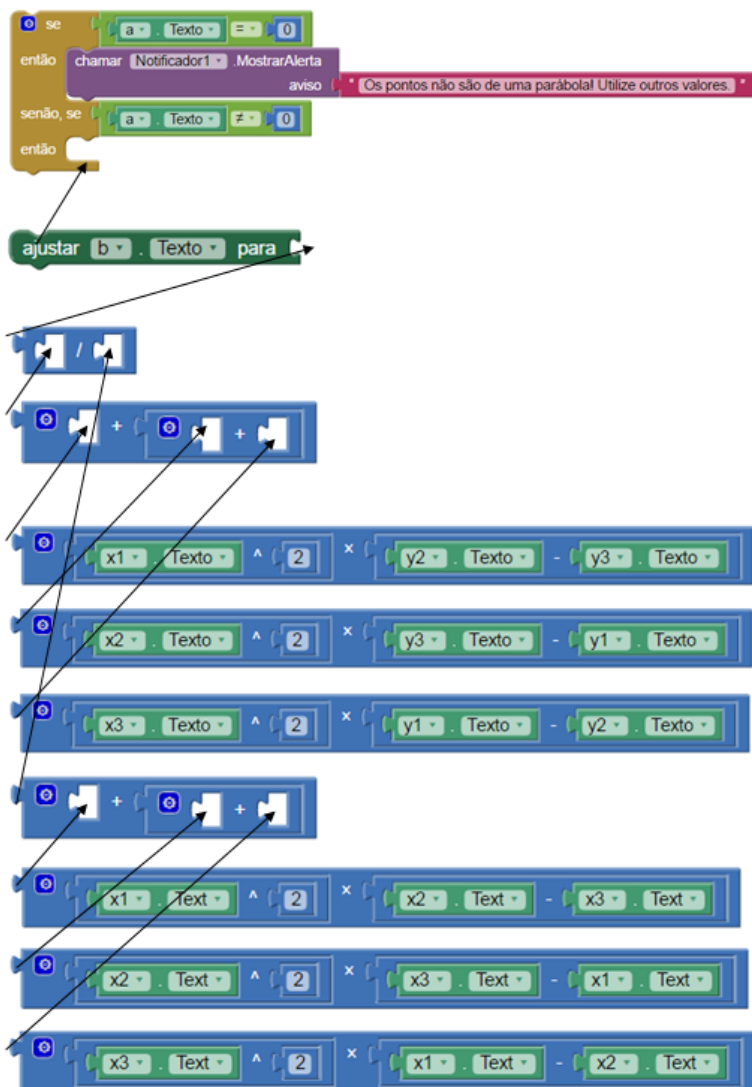 se a . Texto = 0
então chamar Notificador1 .MostrarAlerta
aviso " Os pontos não são de uma parábola! Utilize outros valores. "
senão, se a . Texto ≠ 0
então
ajustar b . Texto para
/
+ +
x1 . Texto ^ 2 × y2 . Texto - y3 . Texto
x2 . Texto ^ 2 × y3 . Texto - y1 . Texto
x3 . Texto ^ 2 × y1 . Texto - y2 . Texto
+ +
x1 . Text ^ 2 × x2 . Text - x3 . Text
x2 . Text ^ 2 × x3 . Text - x1 . Text
x3 . Text ^ 2 × x1 . Text - x2 . Text